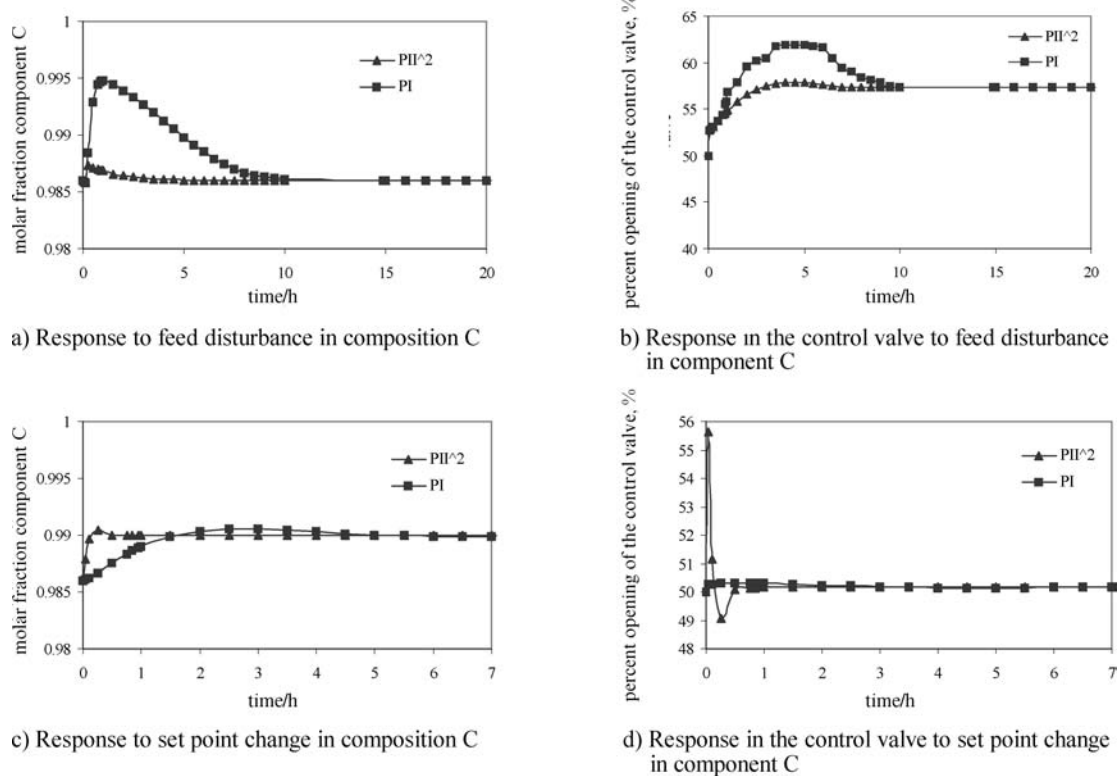 molar fraction component C
1
0.995
0.99
0.985
0.98
0
5
10
15
20
time/h
PII^2
PI
a) Response to feed disturbance in composition C
percent opening of the control valve, %
65
60
55
50
45
40
0
5
10
15
20
time/h
PII^2
PI
b) Response in the control valve to feed disturbance
in component C
molar fraction component C
1
0.995
0.99
0.985
0.98
0
1
2
3
4
5
6
7
time/h
PII^2
PI
c) Response to set point change in composition C
percent opening of the control valve, %
56
55
54
53
52
51
50
49
48
0
1
2
3
4
5
6
7
time/h
PII^2
PI
d) Response in the control valve to set point change
in component C